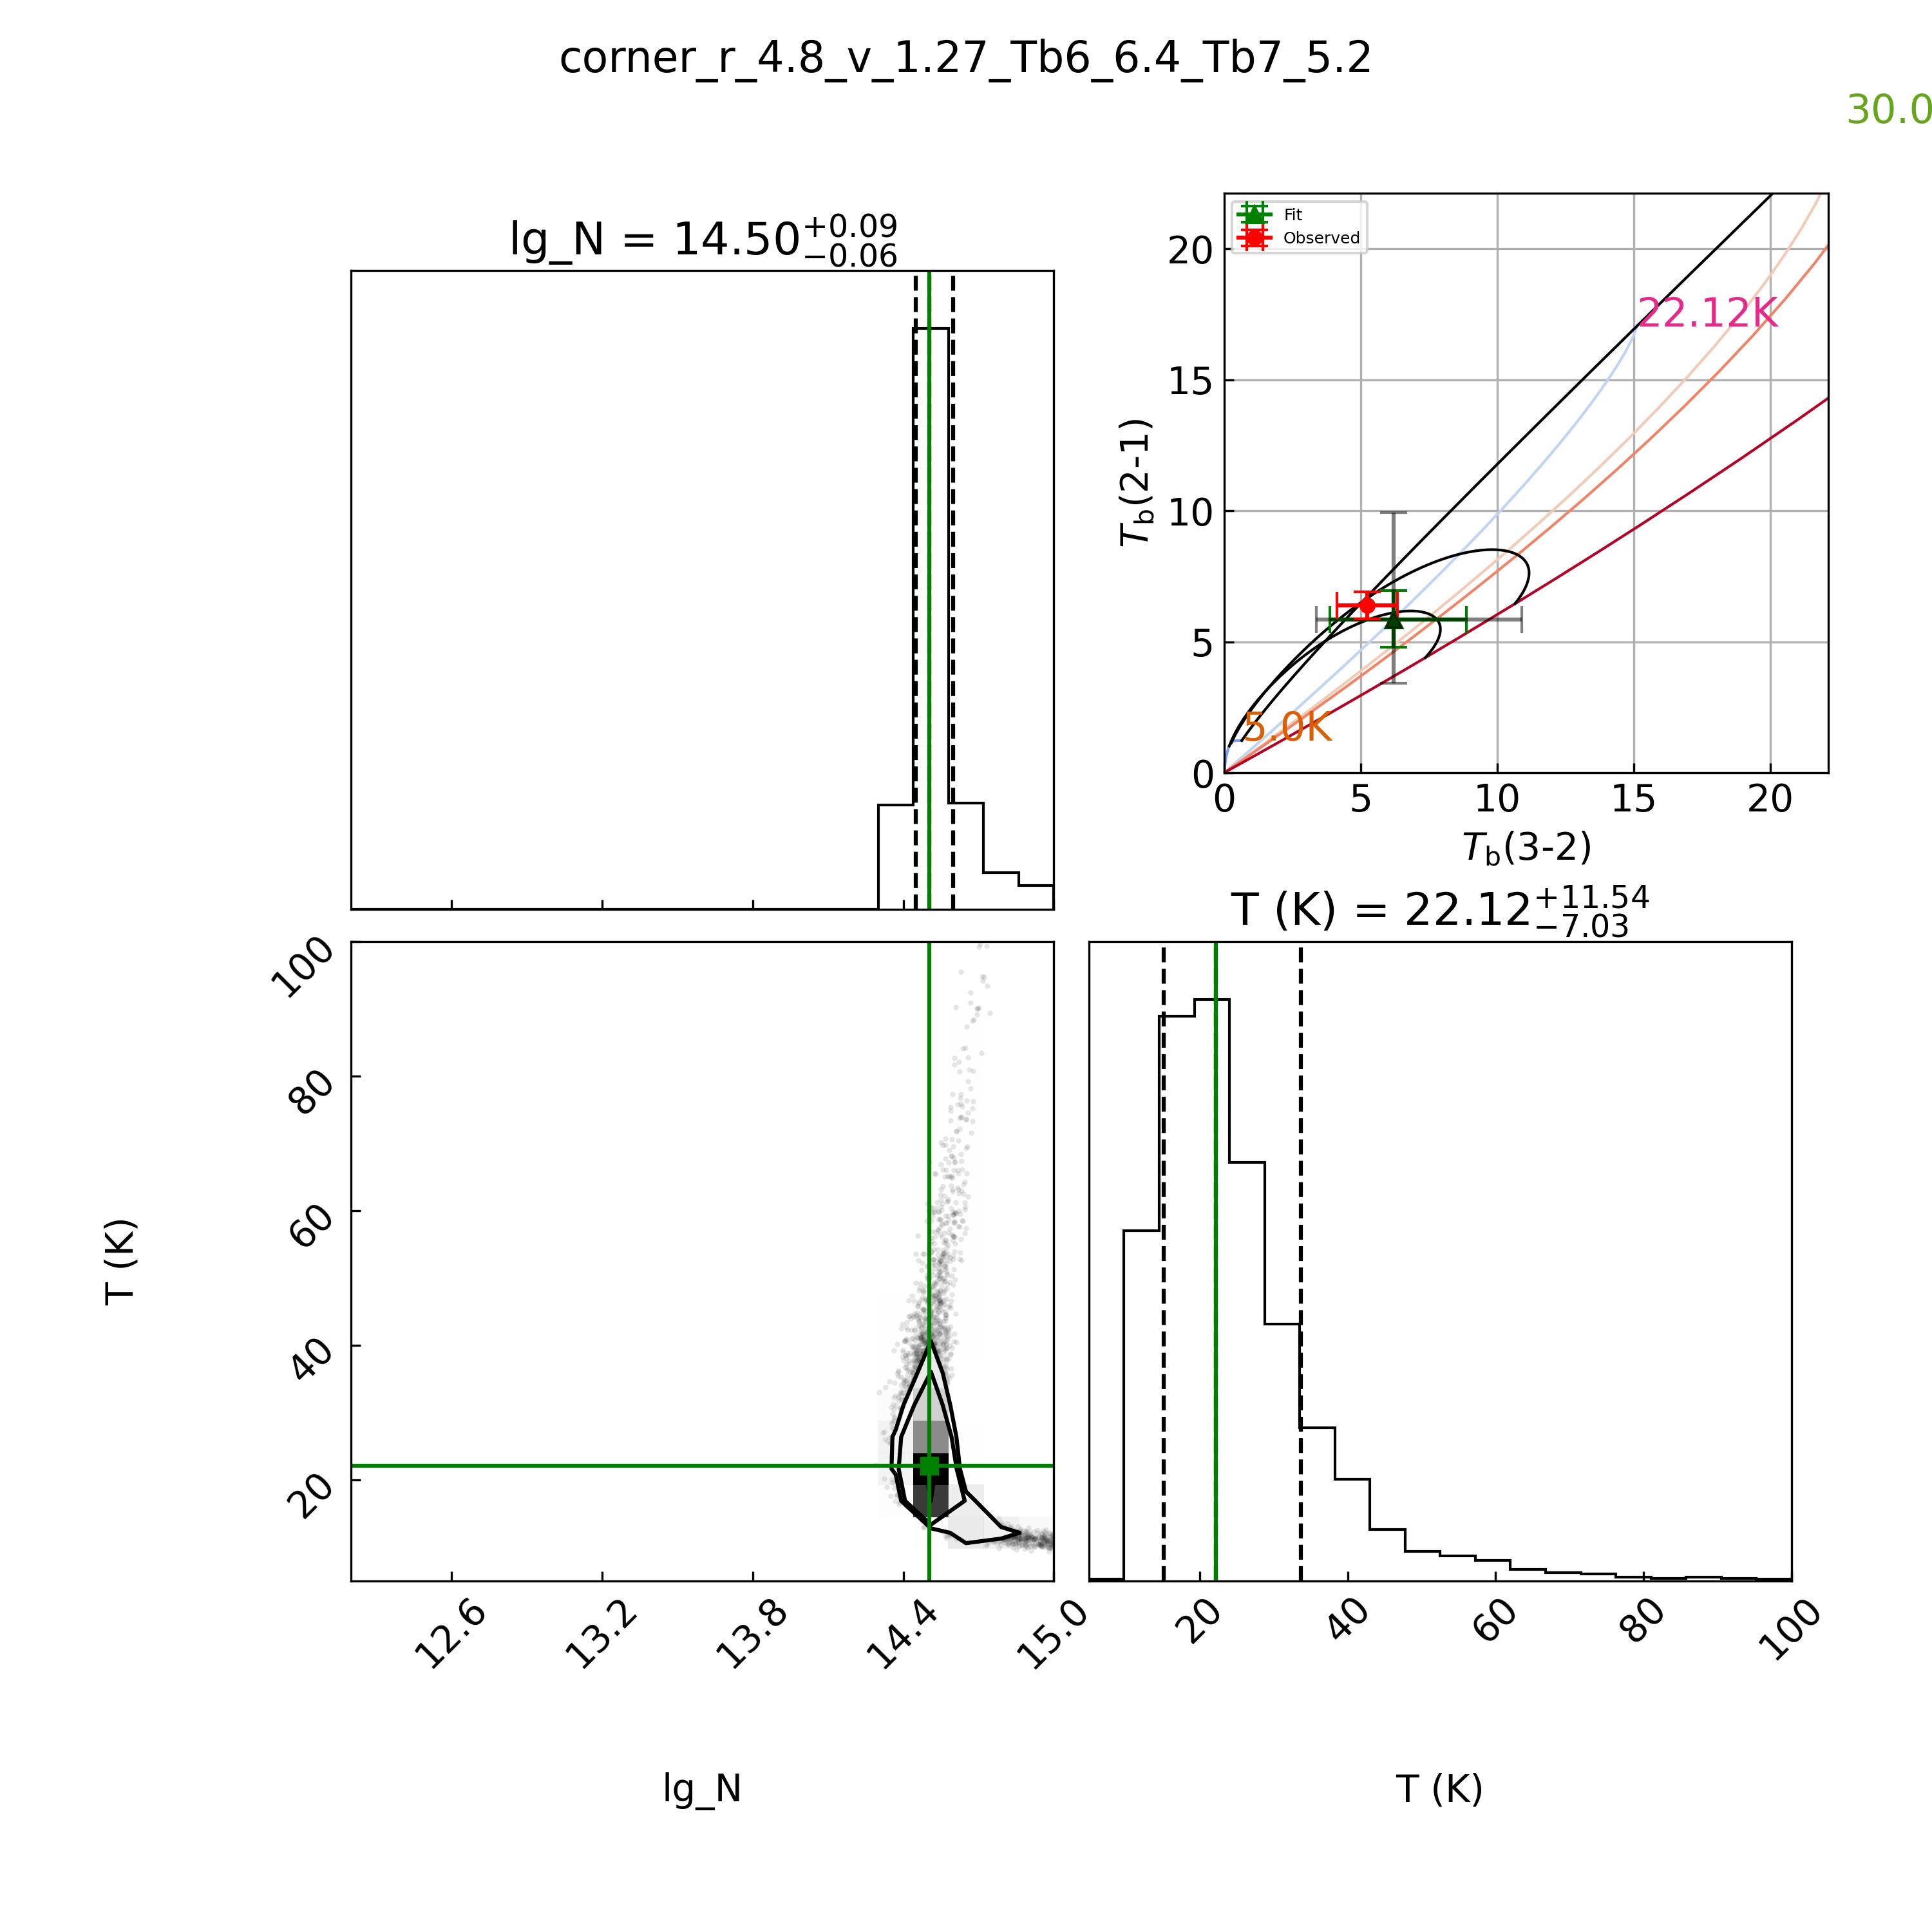 corner_r_4.8_v_1.27_Tb6_6.4_Tb7_5.2
30.0
lg_N = 14.50+0.09−0.06
Fit
Observed
20
15
10
5
0
22.12K
5.0K
Tb(2-1)
0 5 10 15 20
Tb(3-2)
T (K) = 22.12+11.54−7.03
100
80
60
40
20
T (K)
12.6 13.2 13.8 14.4 15.0
20 40 60 80 100
lg_N
T (K)